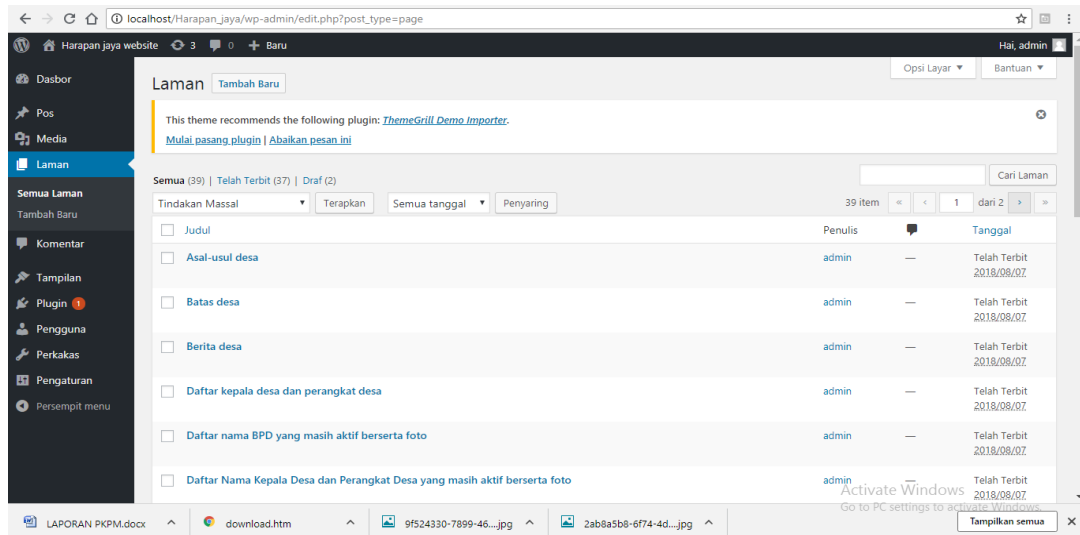 localhost/Harapan_jaya/wp-admin/edit.php?post_type=page
Harapan jaya website 3 0 + Baru Hai, admin
Opsi Layar ▼ Bantuan ▼
Dasbor
Pos
Media
Laman
Semua Laman
Tambah Baru
Komentar
Tampilan
Plugin 1
Pengguna
Perkakas
Pengaturan
Persempit menu
Laman Tambah Baru
This theme recommends the following plugin: ThemeGrill Demo Importer.
Mulai pasang plugin | Abaikan pesan ini
Semua (39) | Telah Terbit (37) | Draf (2) Cari Laman
Tindakan Massal Terapkan Semua tanggal Penyaring 39 item « ‹ 1 dari 2 › »
Judul Penulis Tanggal
Asal-usul desa admin — Telah Terbit
2018/08/07
Batas desa admin — Telah Terbit
2018/08/07
Berita desa admin — Telah Terbit
2018/08/07
Daftar kepala desa dan perangkat desa admin — Telah Terbit
2018/08/07
Daftar nama BPD yang masih aktif berserta foto admin — Telah Terbit
2018/08/07
Daftar Nama Kepala Desa dan Perangkat Desa yang masih aktif berserta foto admin — Telah Terbit
2018/08/07
Activate Windows
Go to PC settings to activate Windows.
LAPORAN PKPM.docx download.htm 9f524330-7899-46....jpg 2ab8a5b8-6f74-4d....jpg Tampilkan semua